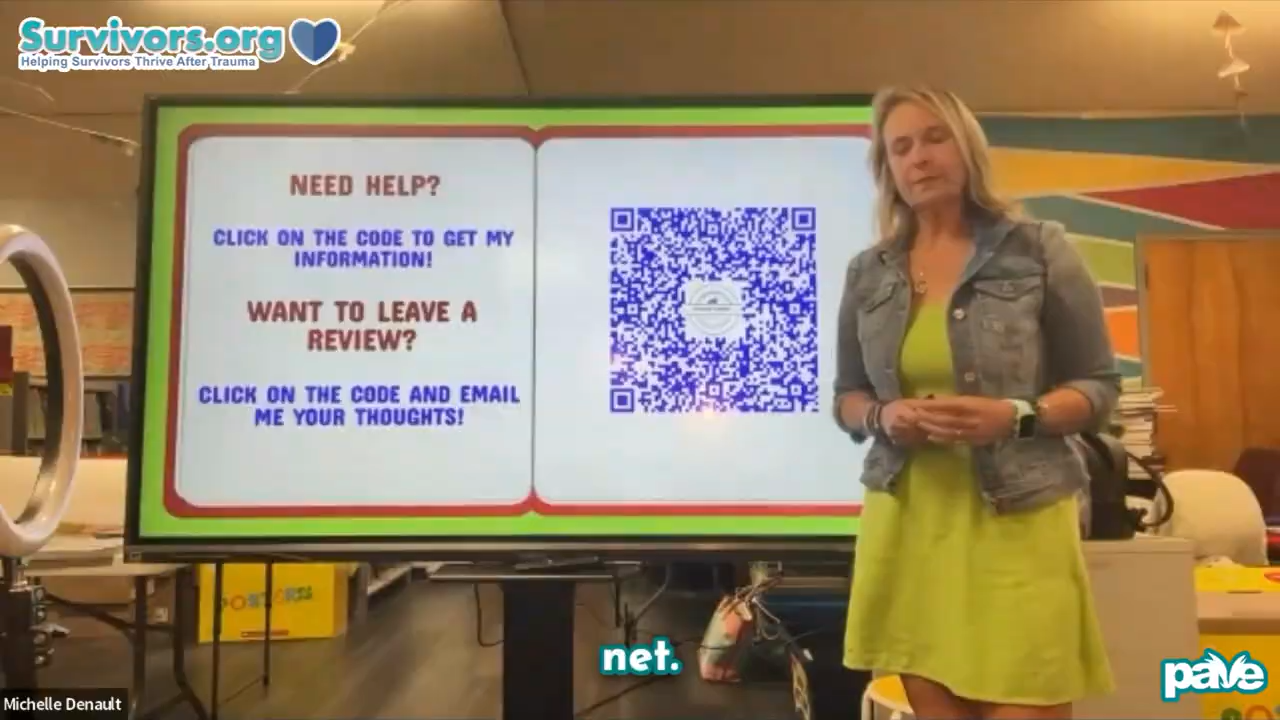 Survivors.org
Helping Survivors Thrive After Trauma
NEED HELP?
CLICK ON THE CODE TO GET MY
INFORMATION!
WANT TO LEAVE A
REVIEW?
CLICK ON THE CODE AND EMAIL
ME YOUR THOUGHTS!
net.
Michelle Denault
pave